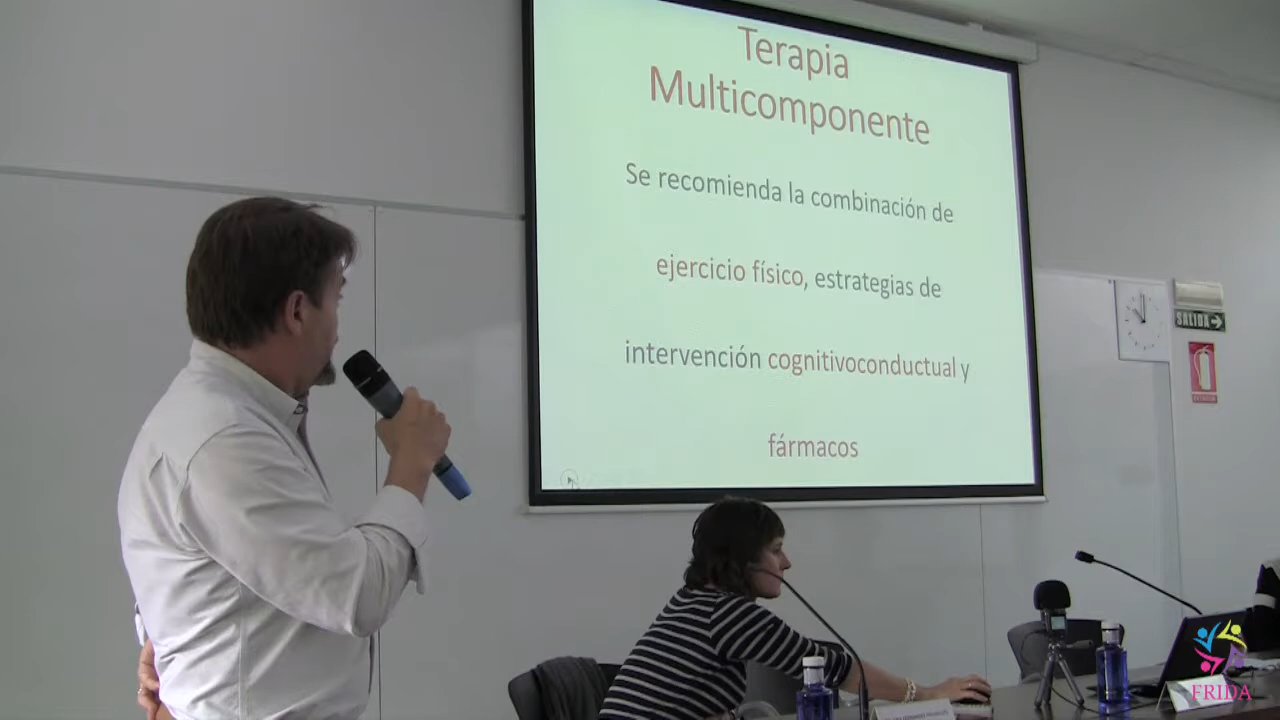 Terapia
Multicomponente
Se recomienda la combinación de
ejercicio físico, estrategias de
intervención cognitivoconductual y
fármacos
SALIDA
FRIDA